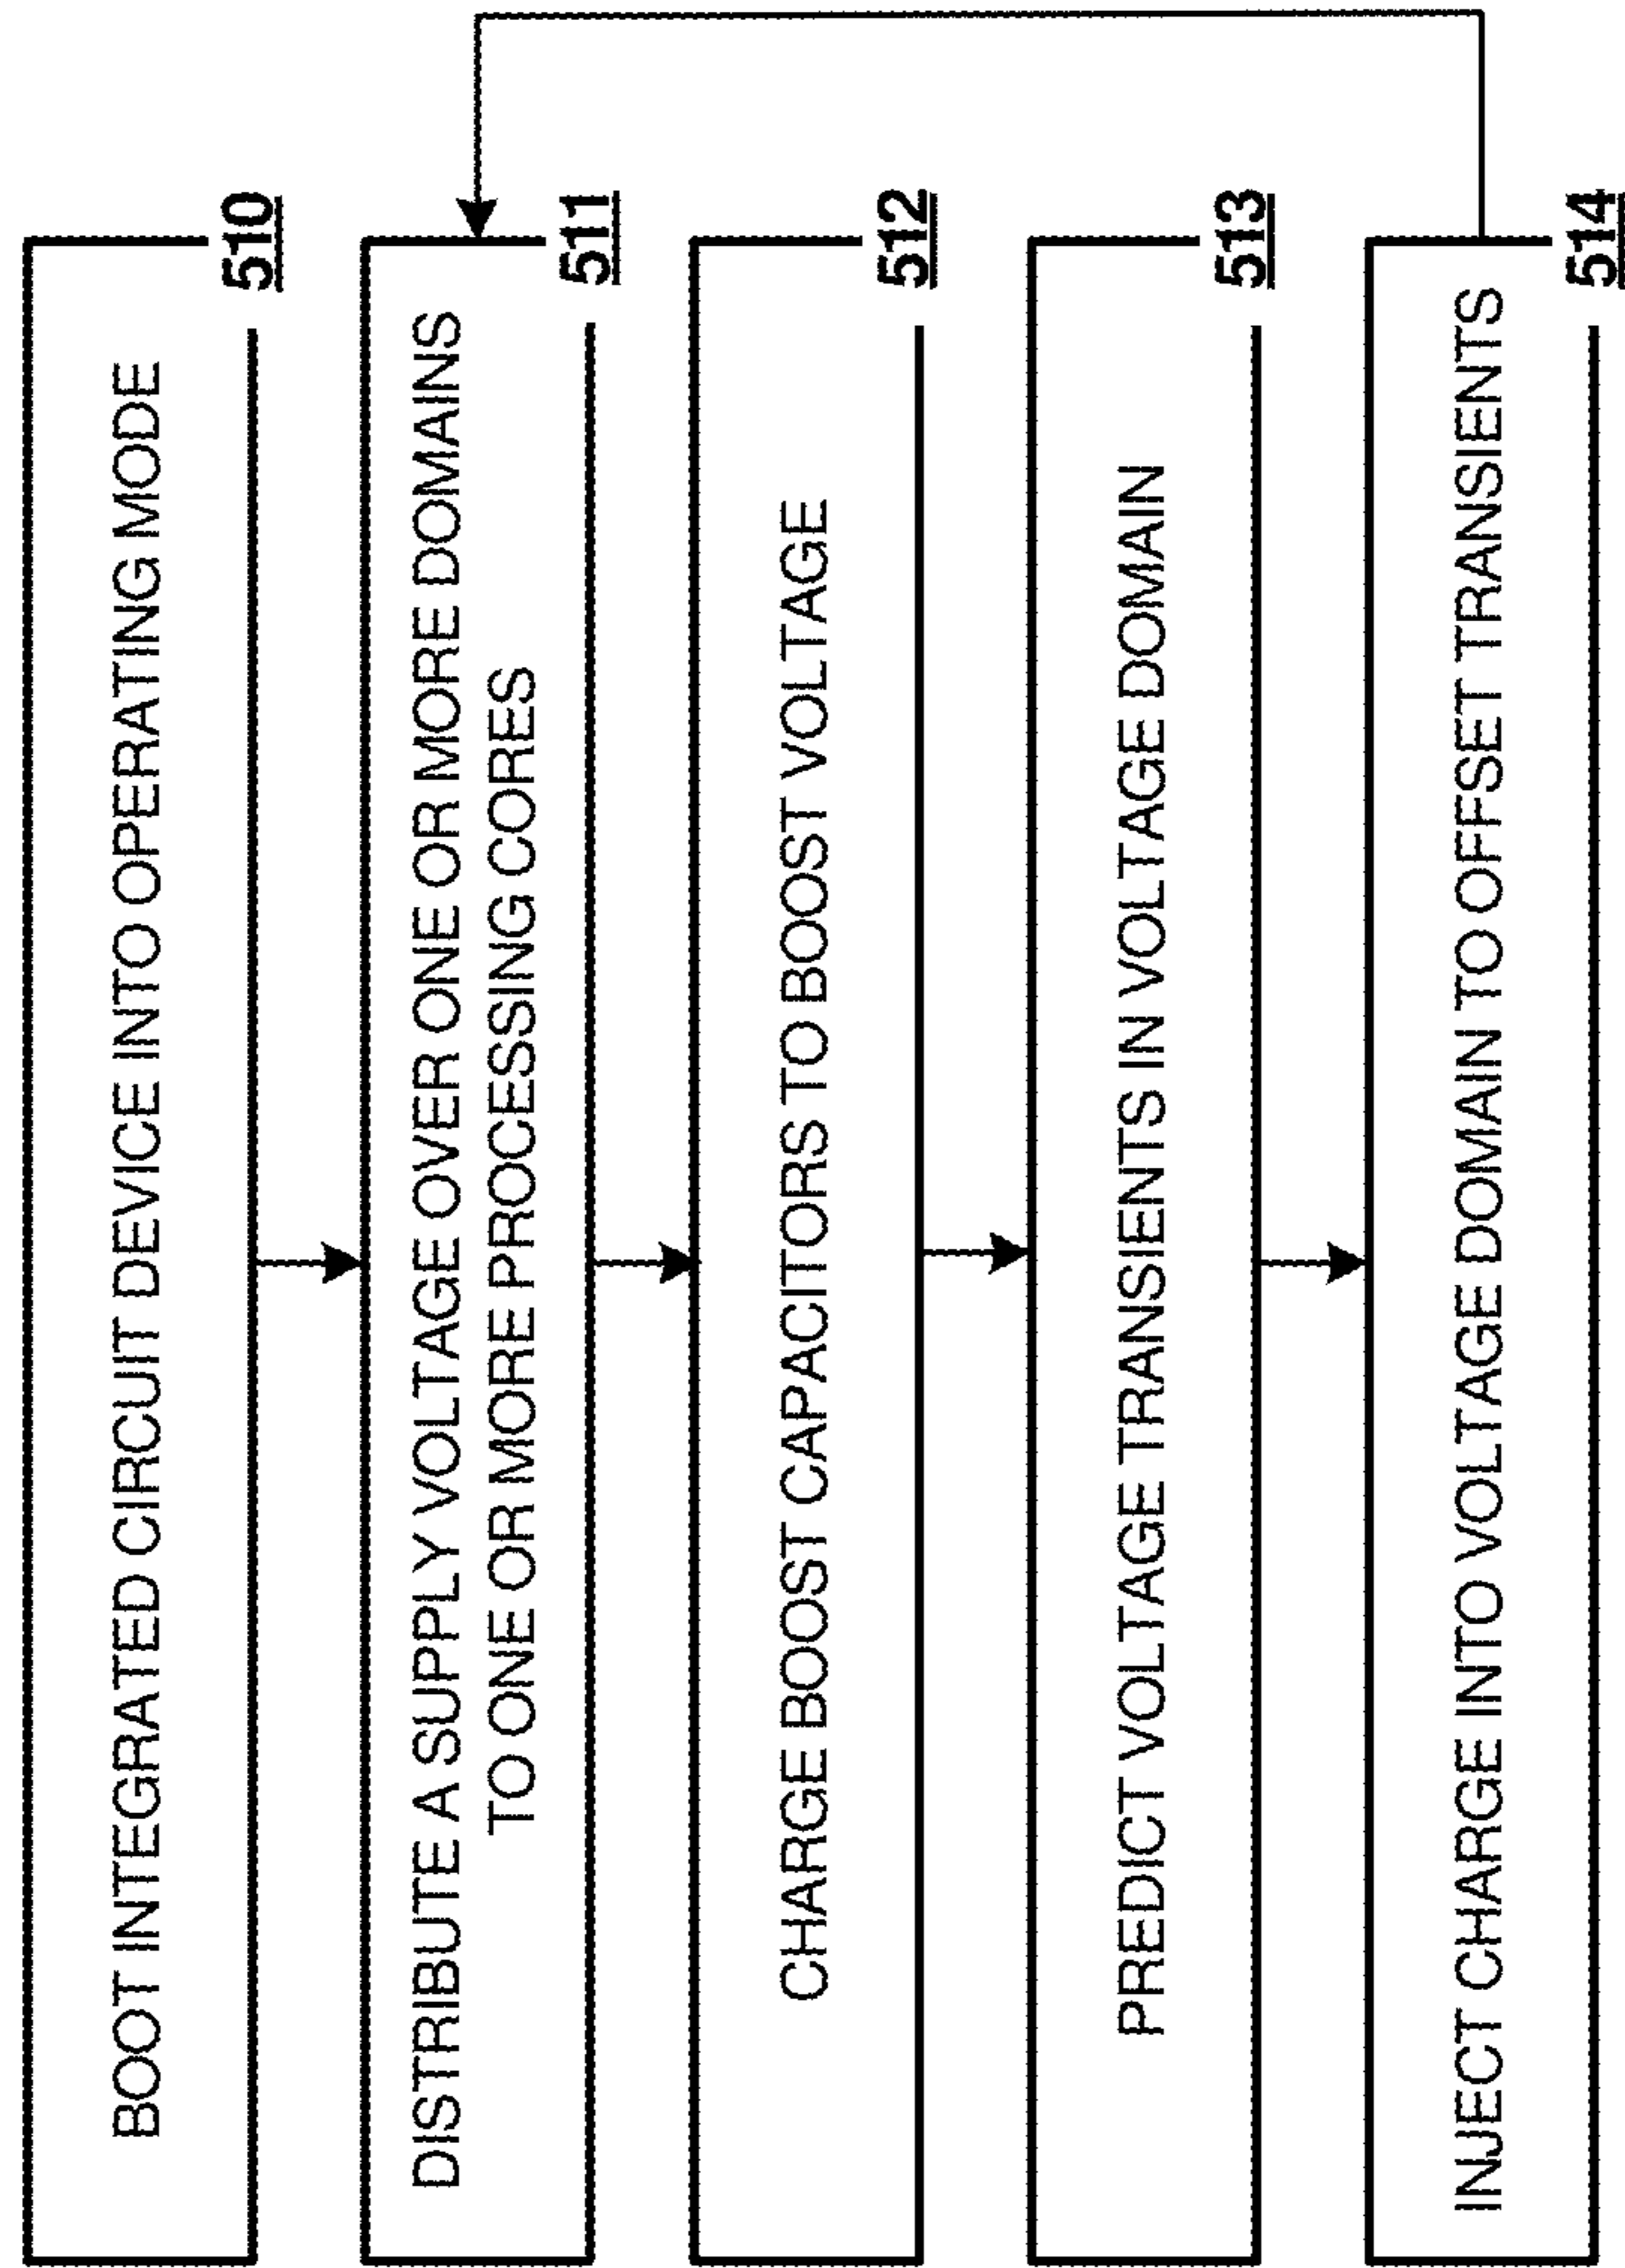 BOOT INTEGRATED CIRCUIT DEVICE INTO OPERATING MODE
510
DISTRIBUTE A SUPPLY VOLTAGE OVER ONE OR MORE DOMAINS
TO ONE OR MORE PROCESSING CORES
511
CHARGE BOOST CAPACITORS TO BOOST VOLTAGE
512
PREDICT VOLTAGE TRANSIENTS IN VOLTAGE DOMAIN
513
INJECT CHARGE INTO VOLTAGE DOMAIN TO OFFSET TRANSIENTS
514